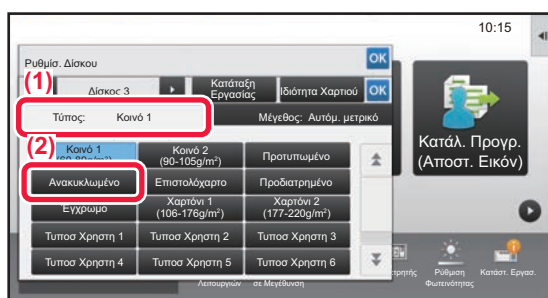 10:15
Ρυθμίσ. Δίσκου
OK
(1)
Δίσκος 3
Κατάταξη
Εργασίας
Ιδιότητα Χαρτιού
OK
Τύπος: Κοινό 1
Μέγεθος: Αυτόμ. μετρικό
(2)
Κοινό 1
Κοινό 2
(90-105g/m²)
Προτυπωμένο
Ανακυκλωμένο
Επιστολόχαρτο
Προδιατρημένο
Έγχρωμο
Χαρτόνι 1
(106-176g/m²)
Χαρτόνι 2
(177-220g/m²)
Τυποσ Χρηστη 1
Τυποσ Χρηστη 2
Τυποσ Χρηστη 3
Τυποσ Χρηστη 4
Τυποσ Χρηστη 5
Τυποσ Χρηστη 6
Κατάλ. Προγρ.
(Αποστ. Εικόν)
Ρύθμιση
Φωτεινότητας
Κατάστ. Εργασ.
Λειτουργιών
σε Μεγέθυνση